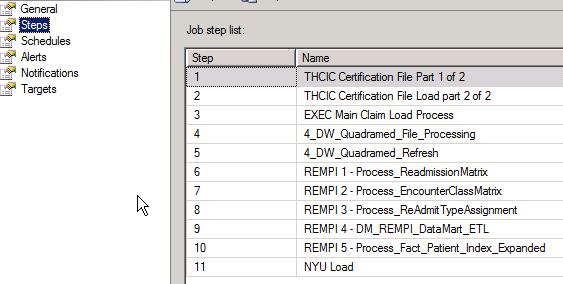 General
Steps
Schedules
Alerts
Notifications
Targets
Job step list:
Step Name
1 THCIC Certification File Part 1 of 2
2 THCIC Certification File Load part 2 of 2
3 EXEC Main Claim Load Process
4 4_DW_Quadramed_File_Processing
5 4_DW_Quadramed_Refresh
6 REMPI 1 - Process_ReadmissionMatrix
7 REMPI 2 - Process_EncounterClassMatrix
8 REMPI 3 - Process_ReAdmitTypeAssignment
9 REMPI 4 - DM_REMPI_DataMart_ETL
10 REMPI 5 - Process_Fact_Patient_Index_Expanded
11 NYU Load